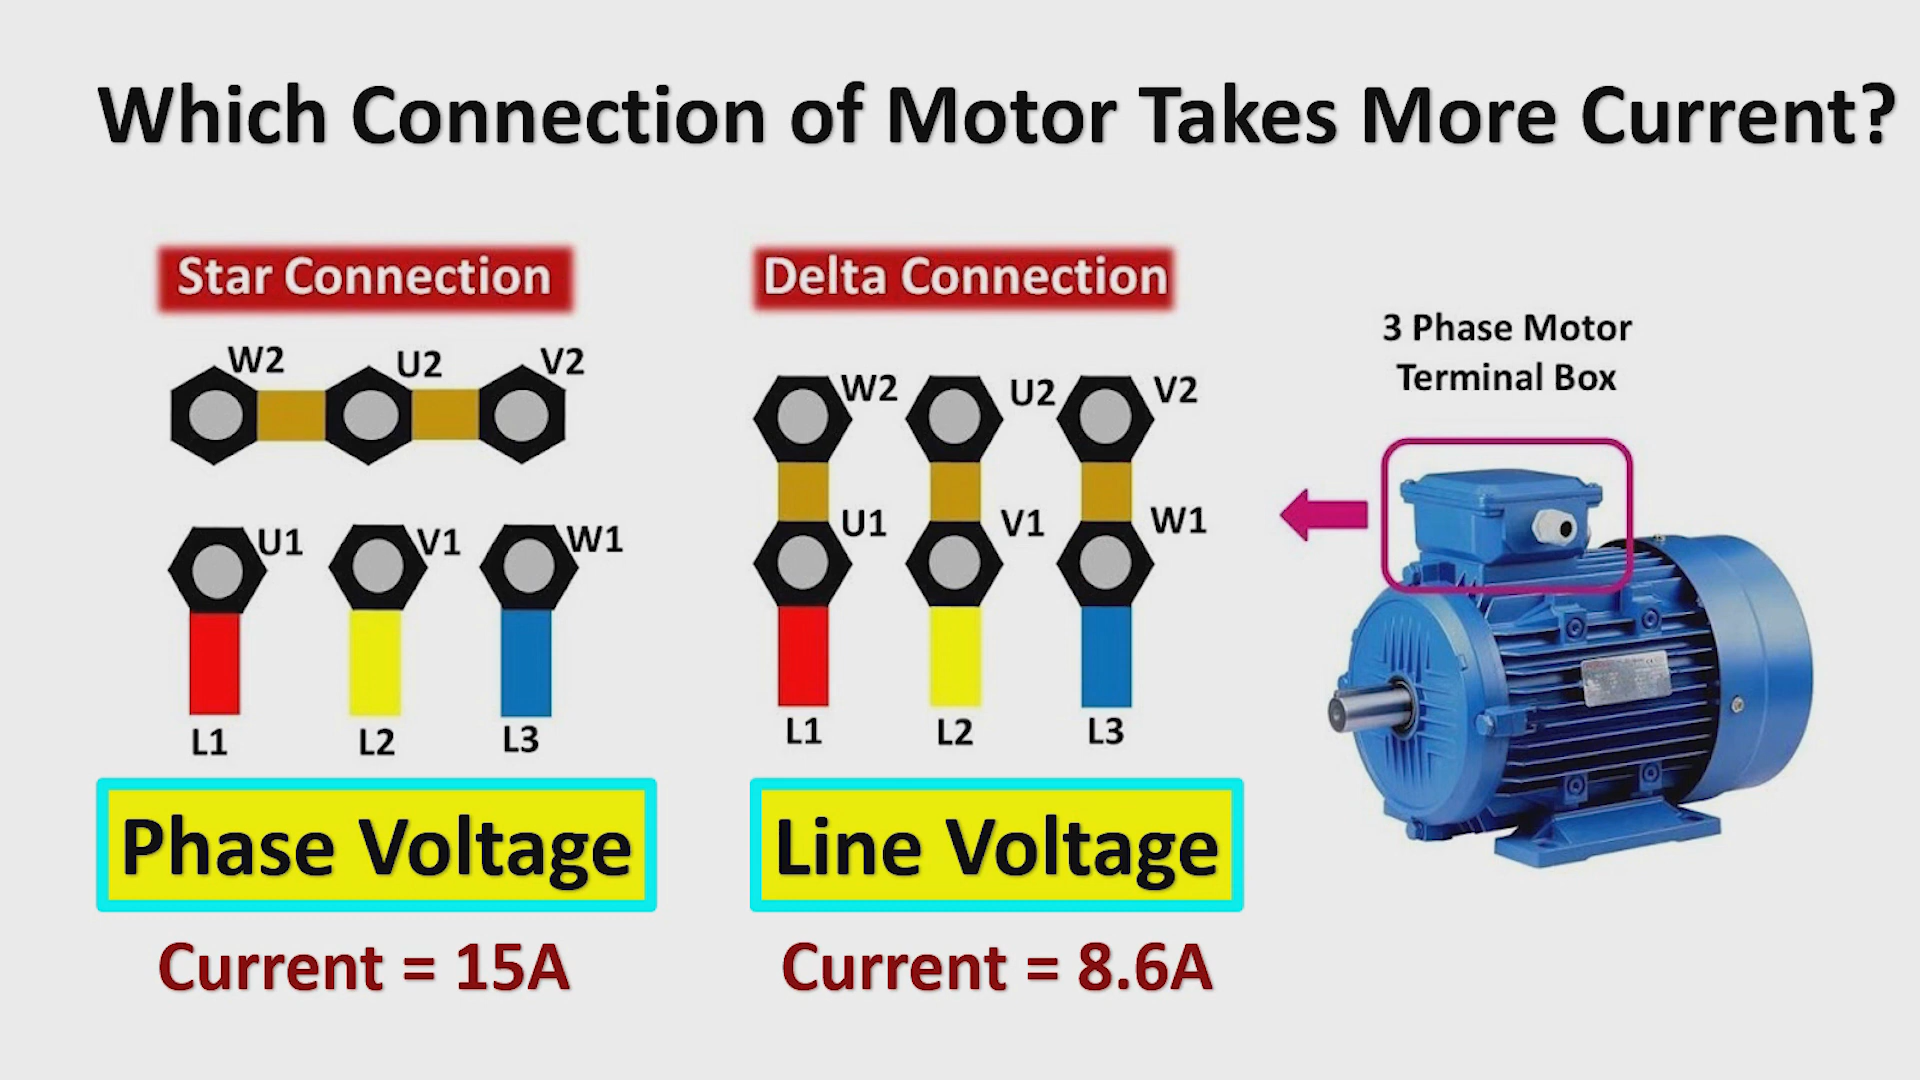 Which Connection of Motor Takes More Current?
Star Connection
W2 U2 V2
U1 V1 W1
L1 L2 L3
Phase Voltage
Current = 15A
Delta Connection
W2 U2 V2
U1 V1 W1
L1 L2 L3
Line Voltage
Current = 8.6A
3 Phase Motor
Terminal Box